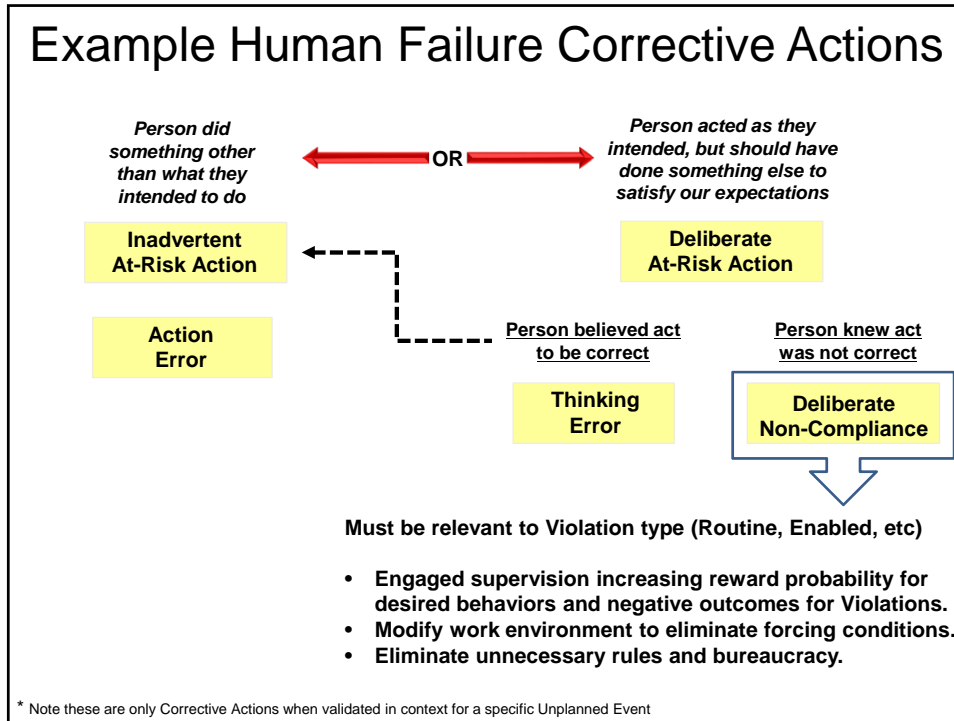 Example Human Failure Corrective Actions
Person did
something other
than what they
intended to do
OR
Person acted as they
intended, but should have
done something else to
satisfy our expectations
Inadvertent
At-Risk Action
Deliberate
At-Risk Action
Action
Error
Person believed act
to be correct
Person knew act
was not correct
Thinking
Error
Deliberate
Non-Compliance
Must be relevant to Violation type (Routine, Enabled, etc)
• Engaged supervision increasing reward probability for
desired behaviors and negative outcomes for Violations.
• Modify work environment to eliminate forcing conditions.
• Eliminate unnecessary rules and bureaucracy.
* Note these are only Corrective Actions when validated in context for a specific Unplanned Event